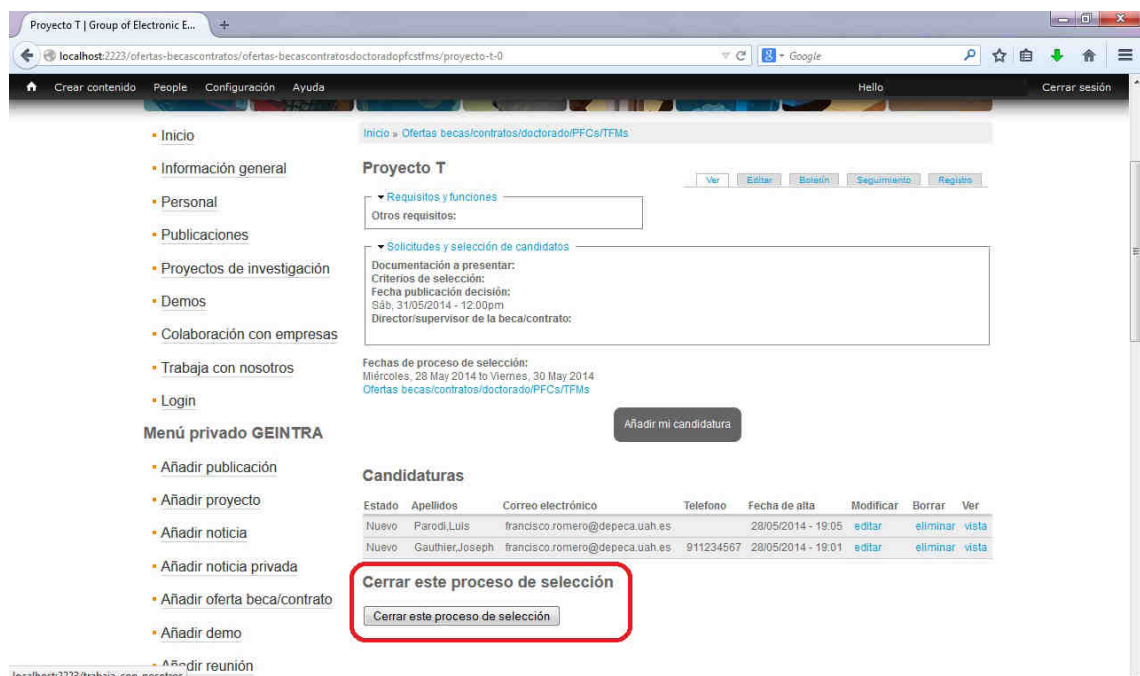 Proyecto T | Group of Electronic E...
localhost:2223/ofertas-becascontratos/ofertas-becascontratosdoctoradopfcstfms/proyecto-t-0
Google
Crear contenido People Configuración Ayuda Hello Cerrar sesión
Inicio
Información general
Personal
Publicaciones
Proyectos de investigación
Demos
Colaboración con empresas
Trabaja con nosotros
Login
Menú privado GEINTRA
Añadir publicación
Añadir proyecto
Añadir noticia
Añadir noticia privada
Añadir oferta beca/contrato
Añadir demo
Añadir reunión
Inicio » Ofertas becas/contratos/doctorado/PFCs/TFMs
Proyecto T
Ver Editar Boletín Seguimiento Registro
Requisitos y funciones
Otros requisitos:
Solicitudes y selección de candidatos
Documentación a presentar:
Criterios de selección:
Fecha publicación decisión:
Sáb, 31/05/2014 - 12:00pm
Director/supervisor de la beca/contrato:
Fechas de proceso de selección:
Miércoles, 28 May 2014 to Viernes, 30 May 2014
Ofertas becas/contratos/doctorado/PFCs/TFMs
Añadir mi candidatura
Candidaturas
Estado Apellidos Correo electrónico Telefono Fecha de alta Modificar Borrar Ver
Nuevo Parodi,Luis francisco.romero@depeca.uah.es 28/05/2014 - 19:05 editar eliminar vista
Nuevo Gauthier,Joseph francisco.romero@depeca.uah.es 911234567 28/05/2014 - 19:01 editar eliminar vista
Cerrar este proceso de selección
Cerrar este proceso de selección
localhost:2223/trabaja-con-nosotros